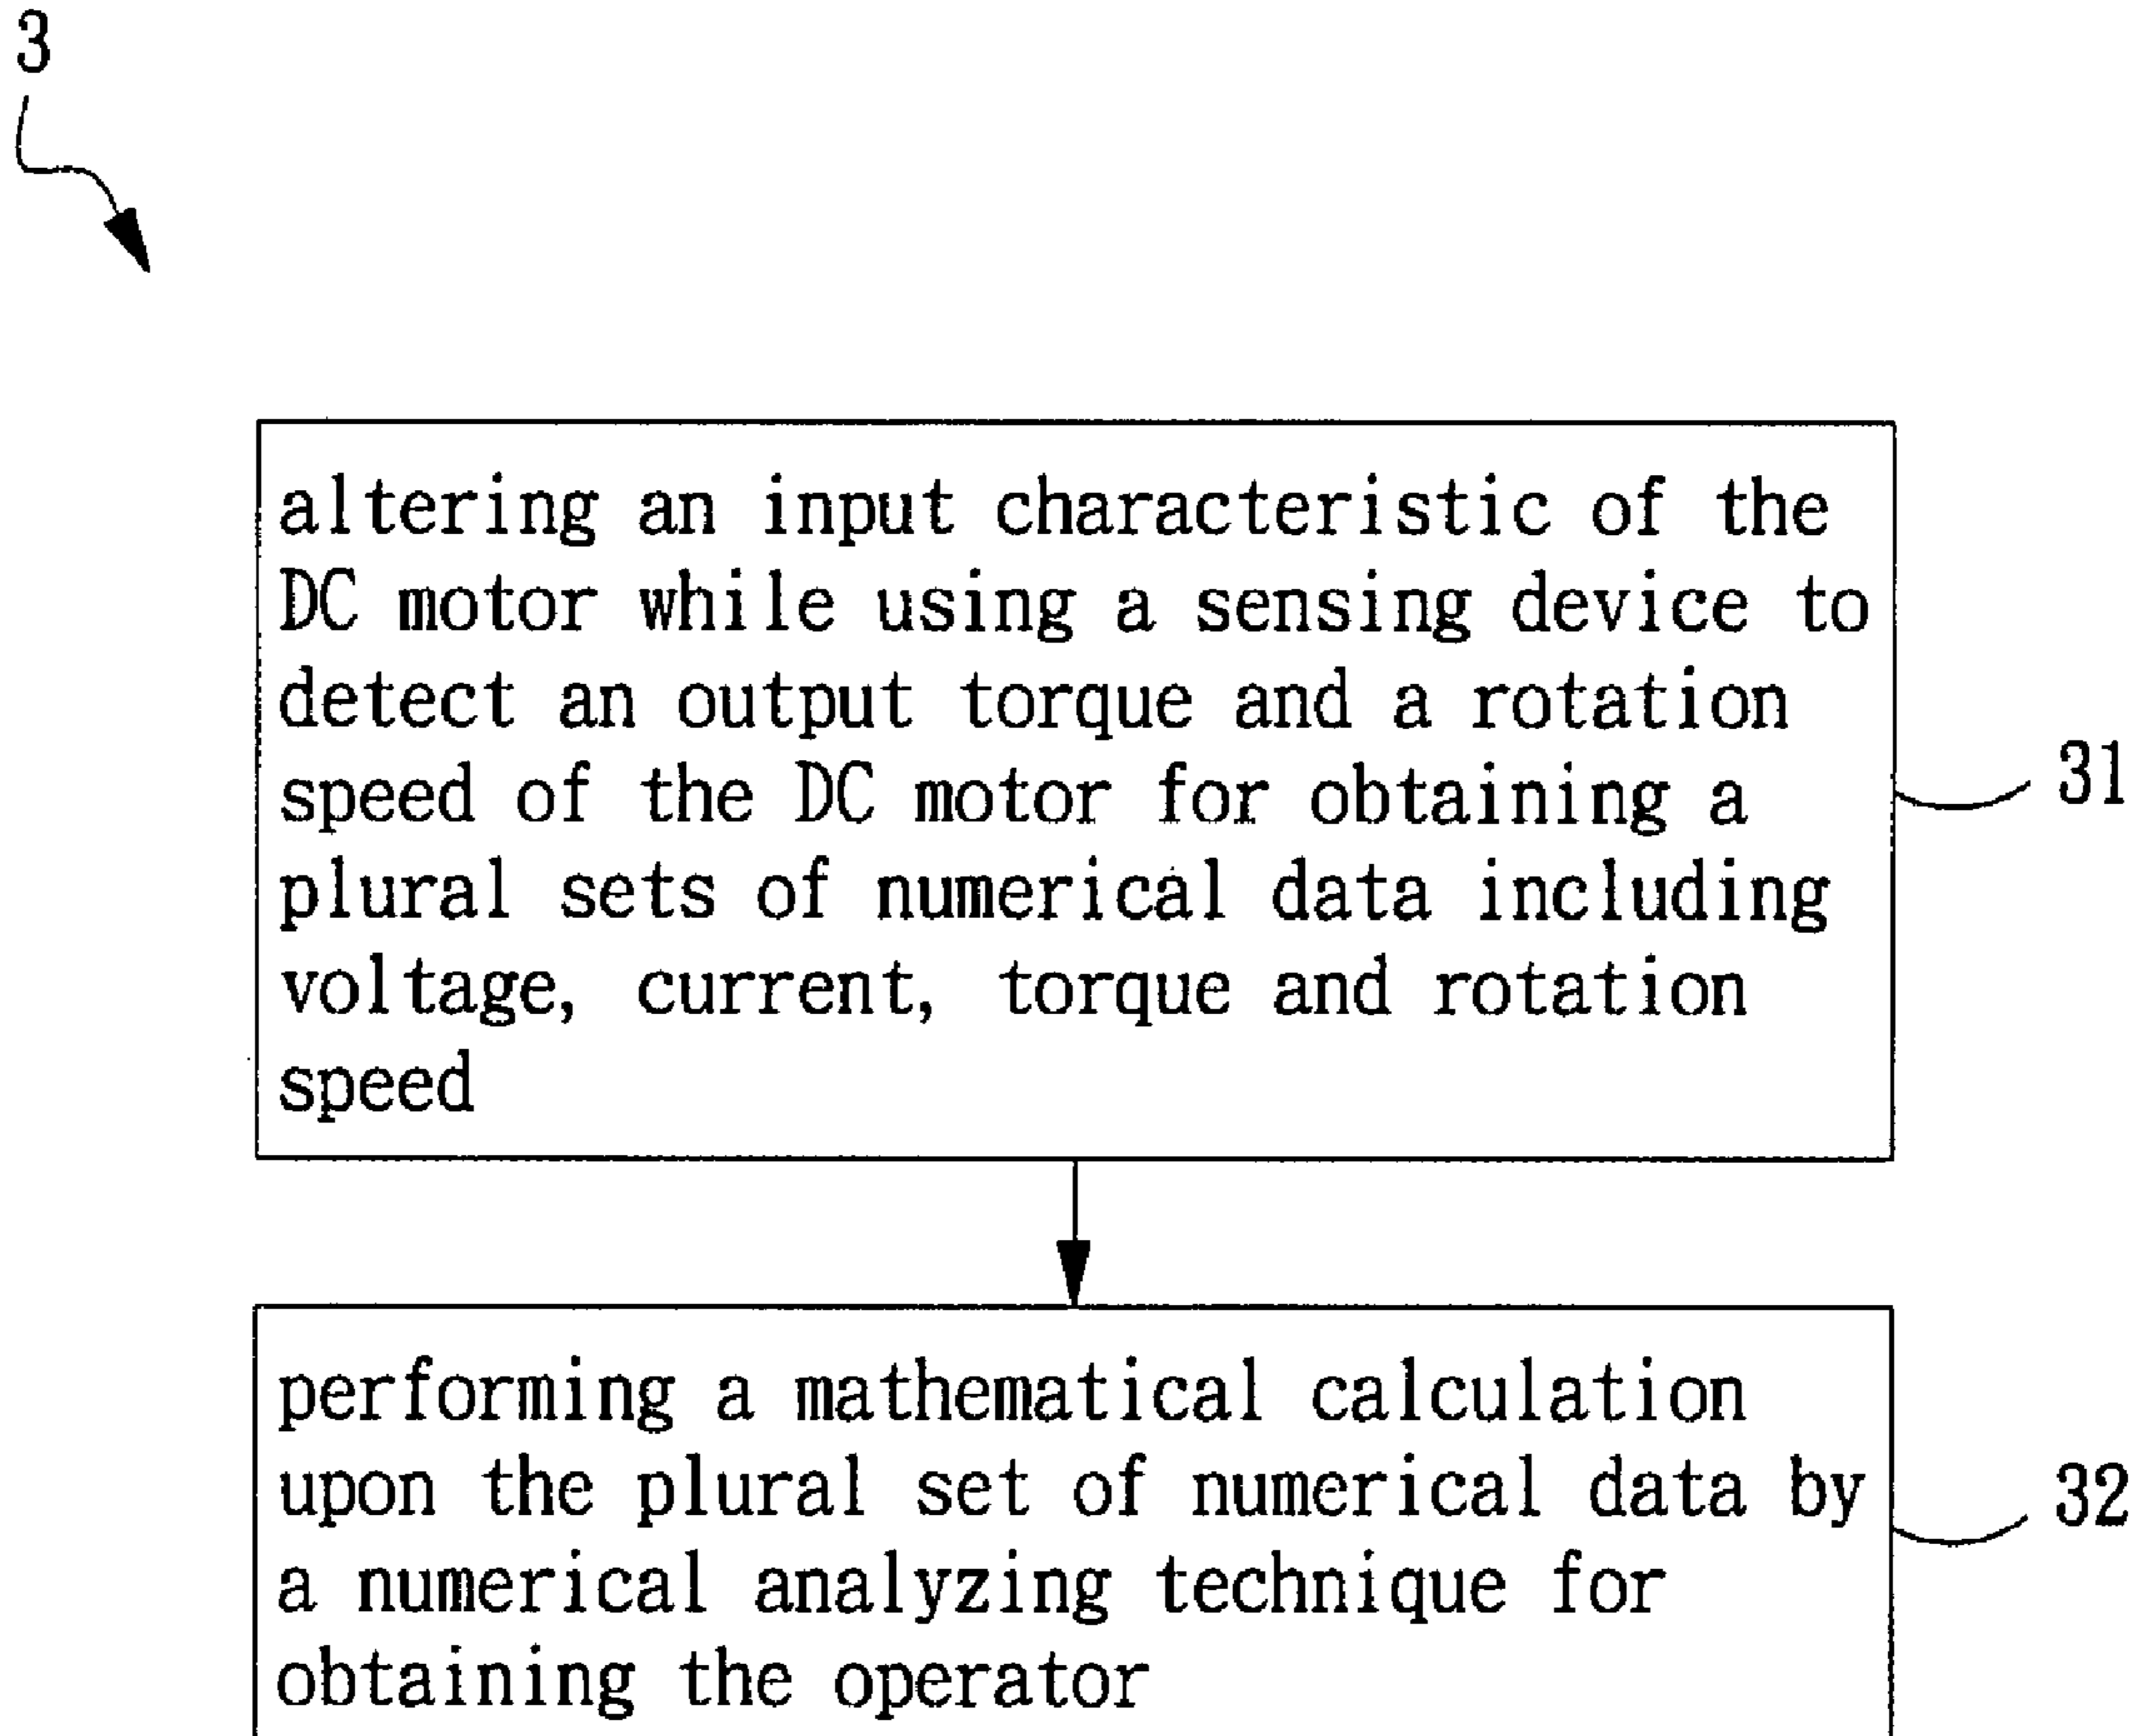 3
altering an input characteristic of the
DC motor while using a sensing device to
detect an output torque and a rotation
speed of the DC motor for obtaining a
plural sets of numerical data including
voltage, current, torque and rotation
speed
31
performing a mathematical calculation
upon the plural set of numerical data by
a numerical analyzing technique for
obtaining the operator
32